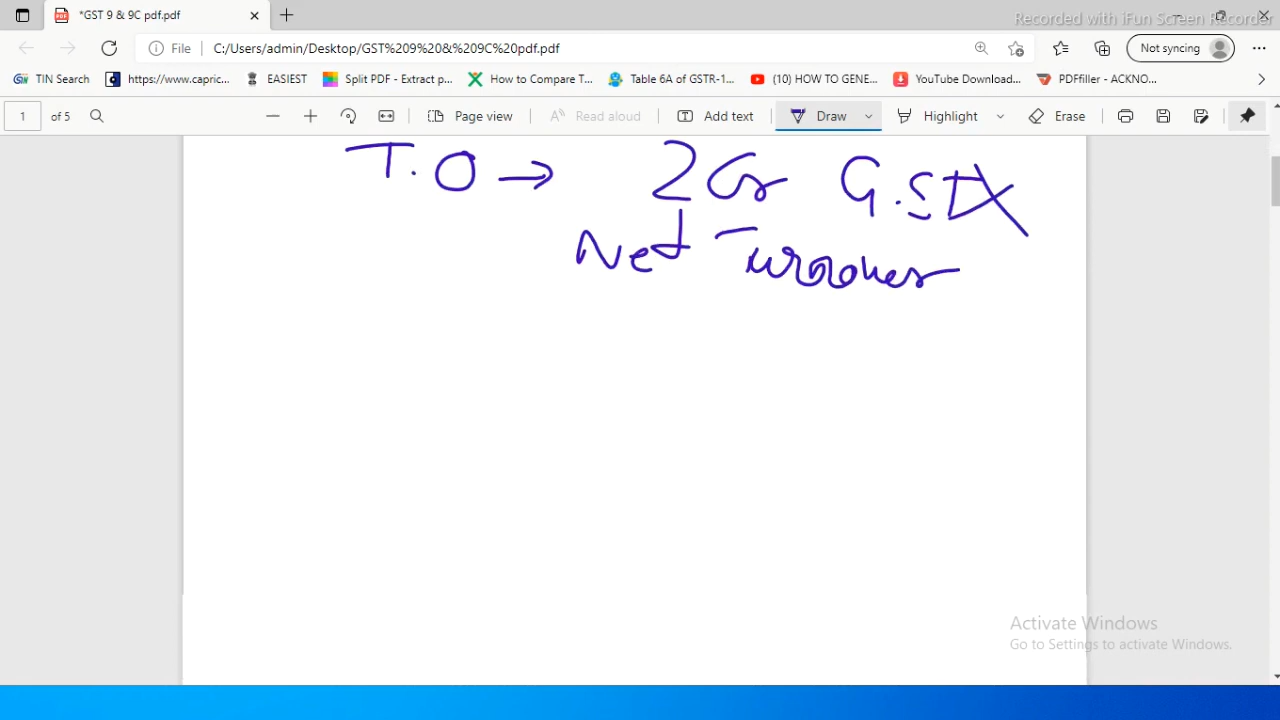 *GST 9 & 9C pdf.pdf
Recorded with iFun Screen Recorder
File C:/Users/admin/Desktop/GST%209%20&%209C%20pdf.pdf Not syncing
TIN Search https://www.capric... EASIEST Split PDF - Extract p... How to Compare T... Table 6A of GSTR-1... (10) HOW TO GENE... YouTube Download... PDFfiller - ACKNO...
1 of 5 Page view Read aloud Add text Draw Highlight Erase
T.O → 2 Cr G.ST
Net Turnover
Activate Windows
Go to Settings to activate Windows.